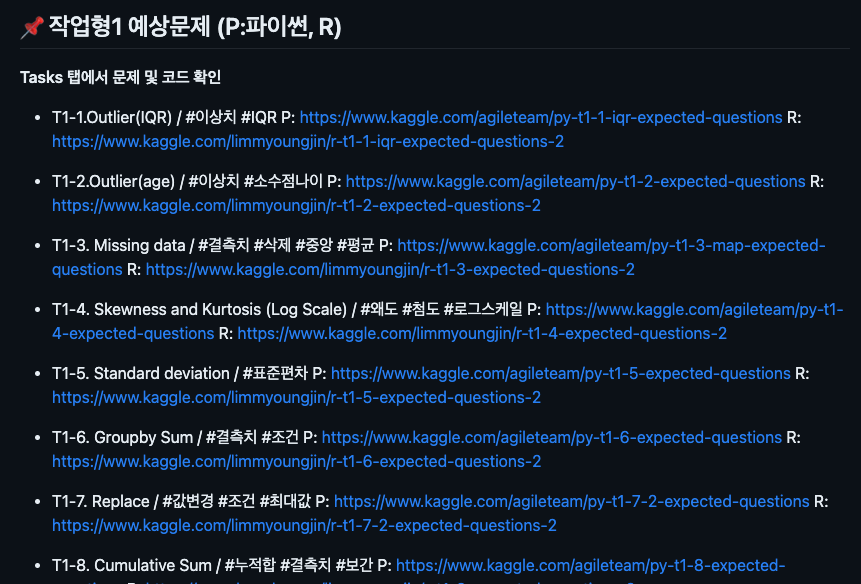 📌 작업형1 예상문제 (P:파이썬, R)
Tasks 탭에서 문제 및 코드 확인
• T1-1.Outlier(IQR) / #이상치 #IQR P: https://www.kaggle.com/agileteam/py-t1-1-iqr-expected-questions R:
https://www.kaggle.com/limmyoungjin/r-t1-1-iqr-expected-questions-2
• T1-2.Outlier(age) / #이상치 #소수점나이 P: https://www.kaggle.com/agileteam/py-t1-2-expected-questions R:
https://www.kaggle.com/limmyoungjin/r-t1-2-expected-questions-2
• T1-3. Missing data / #결측치 #삭제 #중앙 #평균 P: https://www.kaggle.com/agileteam/py-t1-3-map-expected-
questions R: https://www.kaggle.com/limmyoungjin/r-t1-3-expected-questions-2
• T1-4. Skewness and Kurtosis (Log Scale) / #왜도 #첨도 #로그스케일 P: https://www.kaggle.com/agileteam/py-t1-
4-expected-questions R: https://www.kaggle.com/limmyoungjin/r-t1-4-expected-questions-2
• T1-5. Standard deviation / #표준편차 P: https://www.kaggle.com/agileteam/py-t1-5-expected-questions R:
https://www.kaggle.com/limmyoungjin/r-t1-5-expected-questions-2
• T1-6. Groupby Sum / #결측치 #조건 P: https://www.kaggle.com/agileteam/py-t1-6-expected-questions R:
https://www.kaggle.com/limmyoungjin/r-t1-6-expected-questions-2
• T1-7. Replace / #값변경 #조건 #최대값 P: https://www.kaggle.com/agileteam/py-t1-7-2-expected-questions R:
https://www.kaggle.com/limmyoungjin/r-t1-7-2-expected-questions-2
• T1-8. Cumulative Sum / #누적합 #결측치 #보간 P: https://www.kaggle.com/agileteam/py-t1-8-expected-